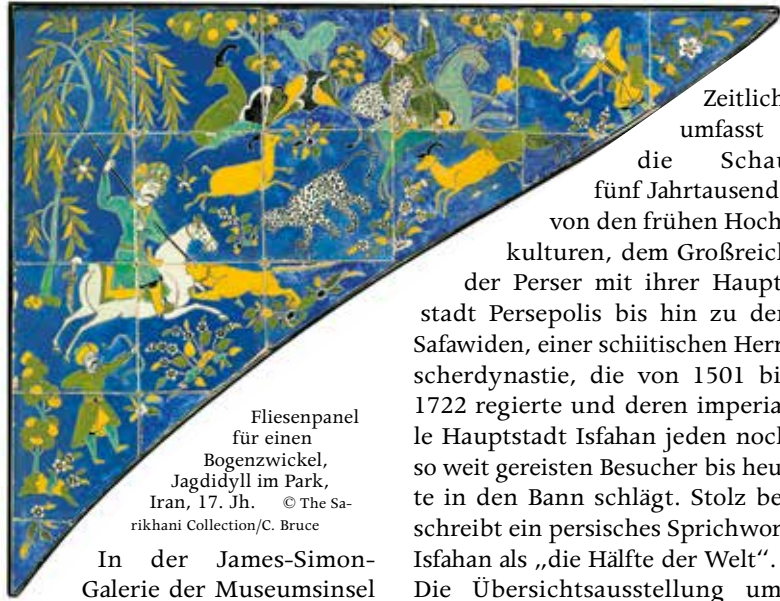 Fliesenpanel
für einen
Bogenzwickel,
Jagdidyll im Park,
Iran, 17. Jh. © The Sa-
rikhani Collection/C. Bruce
In der James-Simon-
Galerie der Museumsinsel
Zeitlich
umfasst
die Schau
fünf Jahrtausend
von den frühen Hoch
kulturen, dem Großreich
der Perser mit ihrer Haupt
stadt Persepolis bis hin zu
Safawiden, einer schiitischen Herr
scherdynastie, die von 1501 bi
1722 regierte und deren imperia
le Hauptstadt Isfahan jeden noch
so weit gereisten Besucher bis heu
te in den Bann schlägt. Stolz be
schreibt ein persisches Sprichwor
Isfahan als „die Hälfte der Welt“.
Die Übersichtsausstellung um